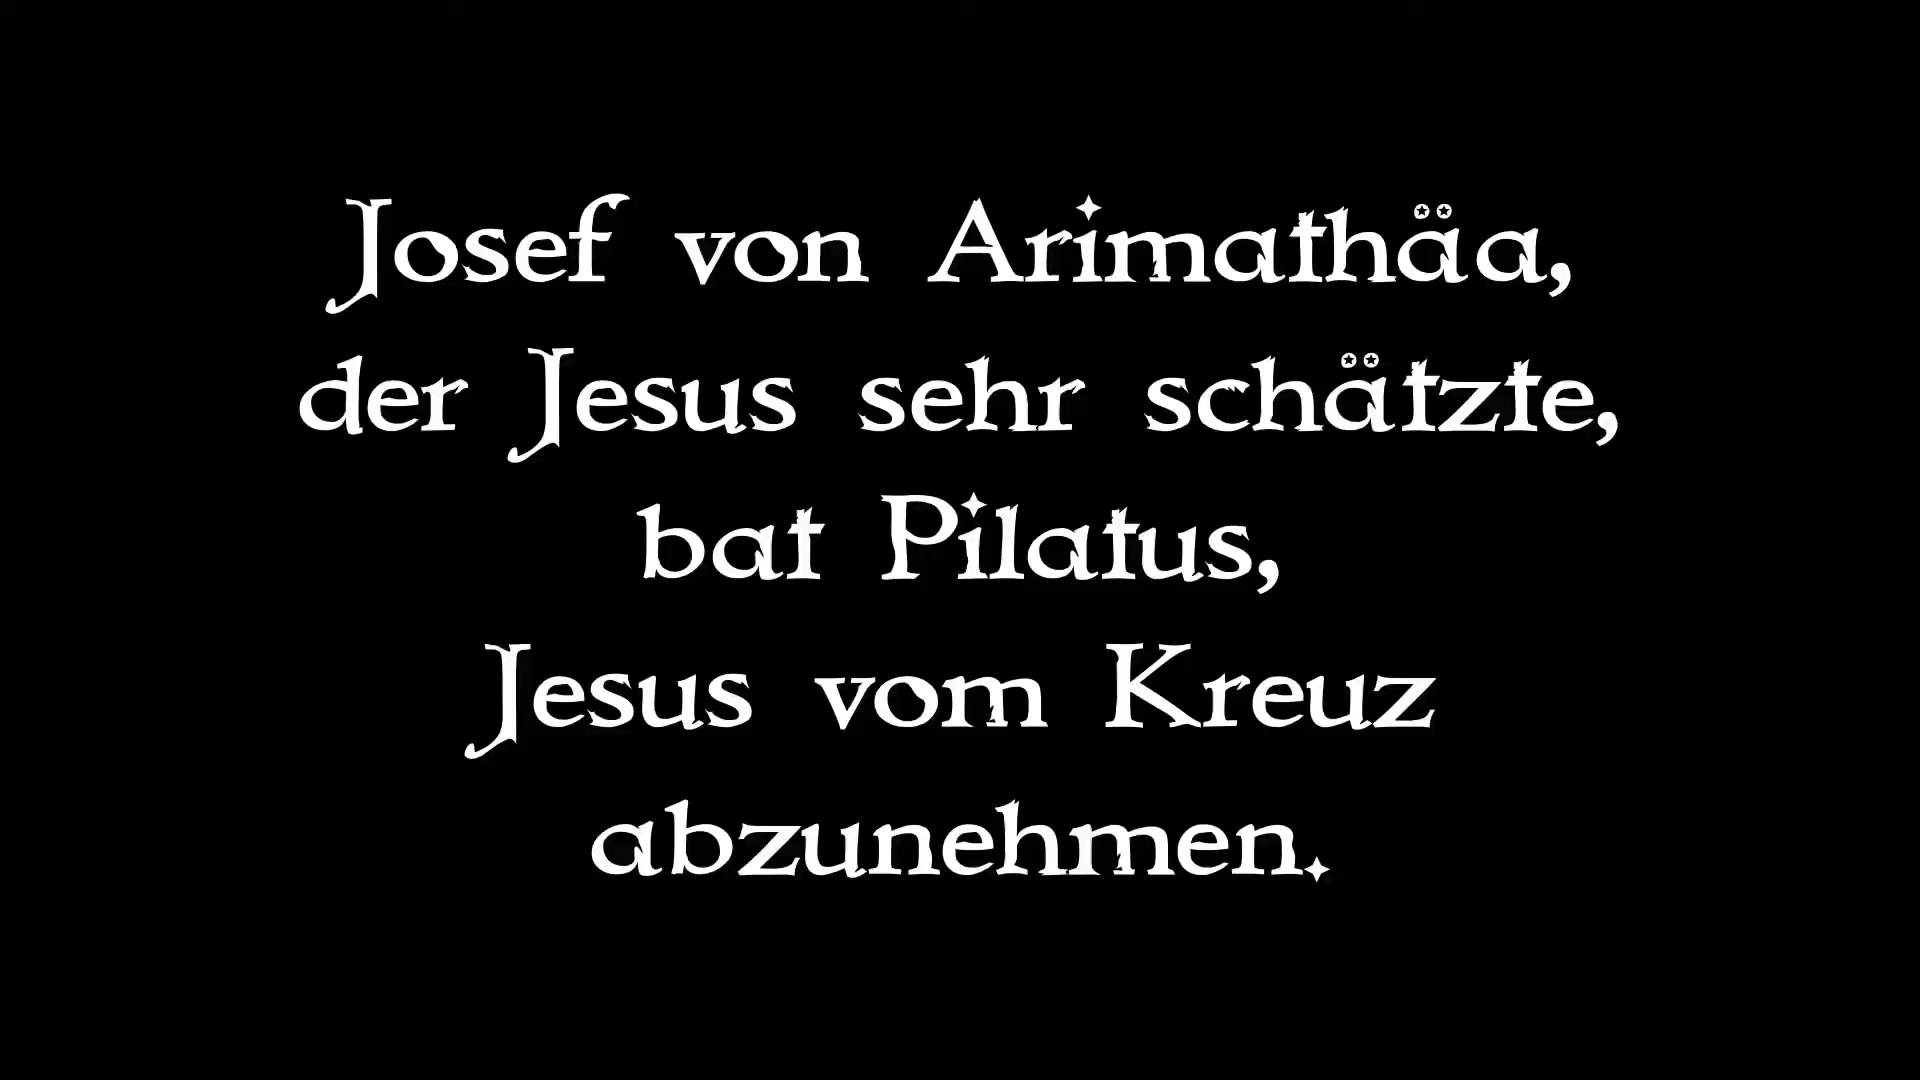 Josef von Arimathäa,
der Jesus sehr schätzte,
bat Pilatus,
Jesus vom Kreuz
abzunehmen.